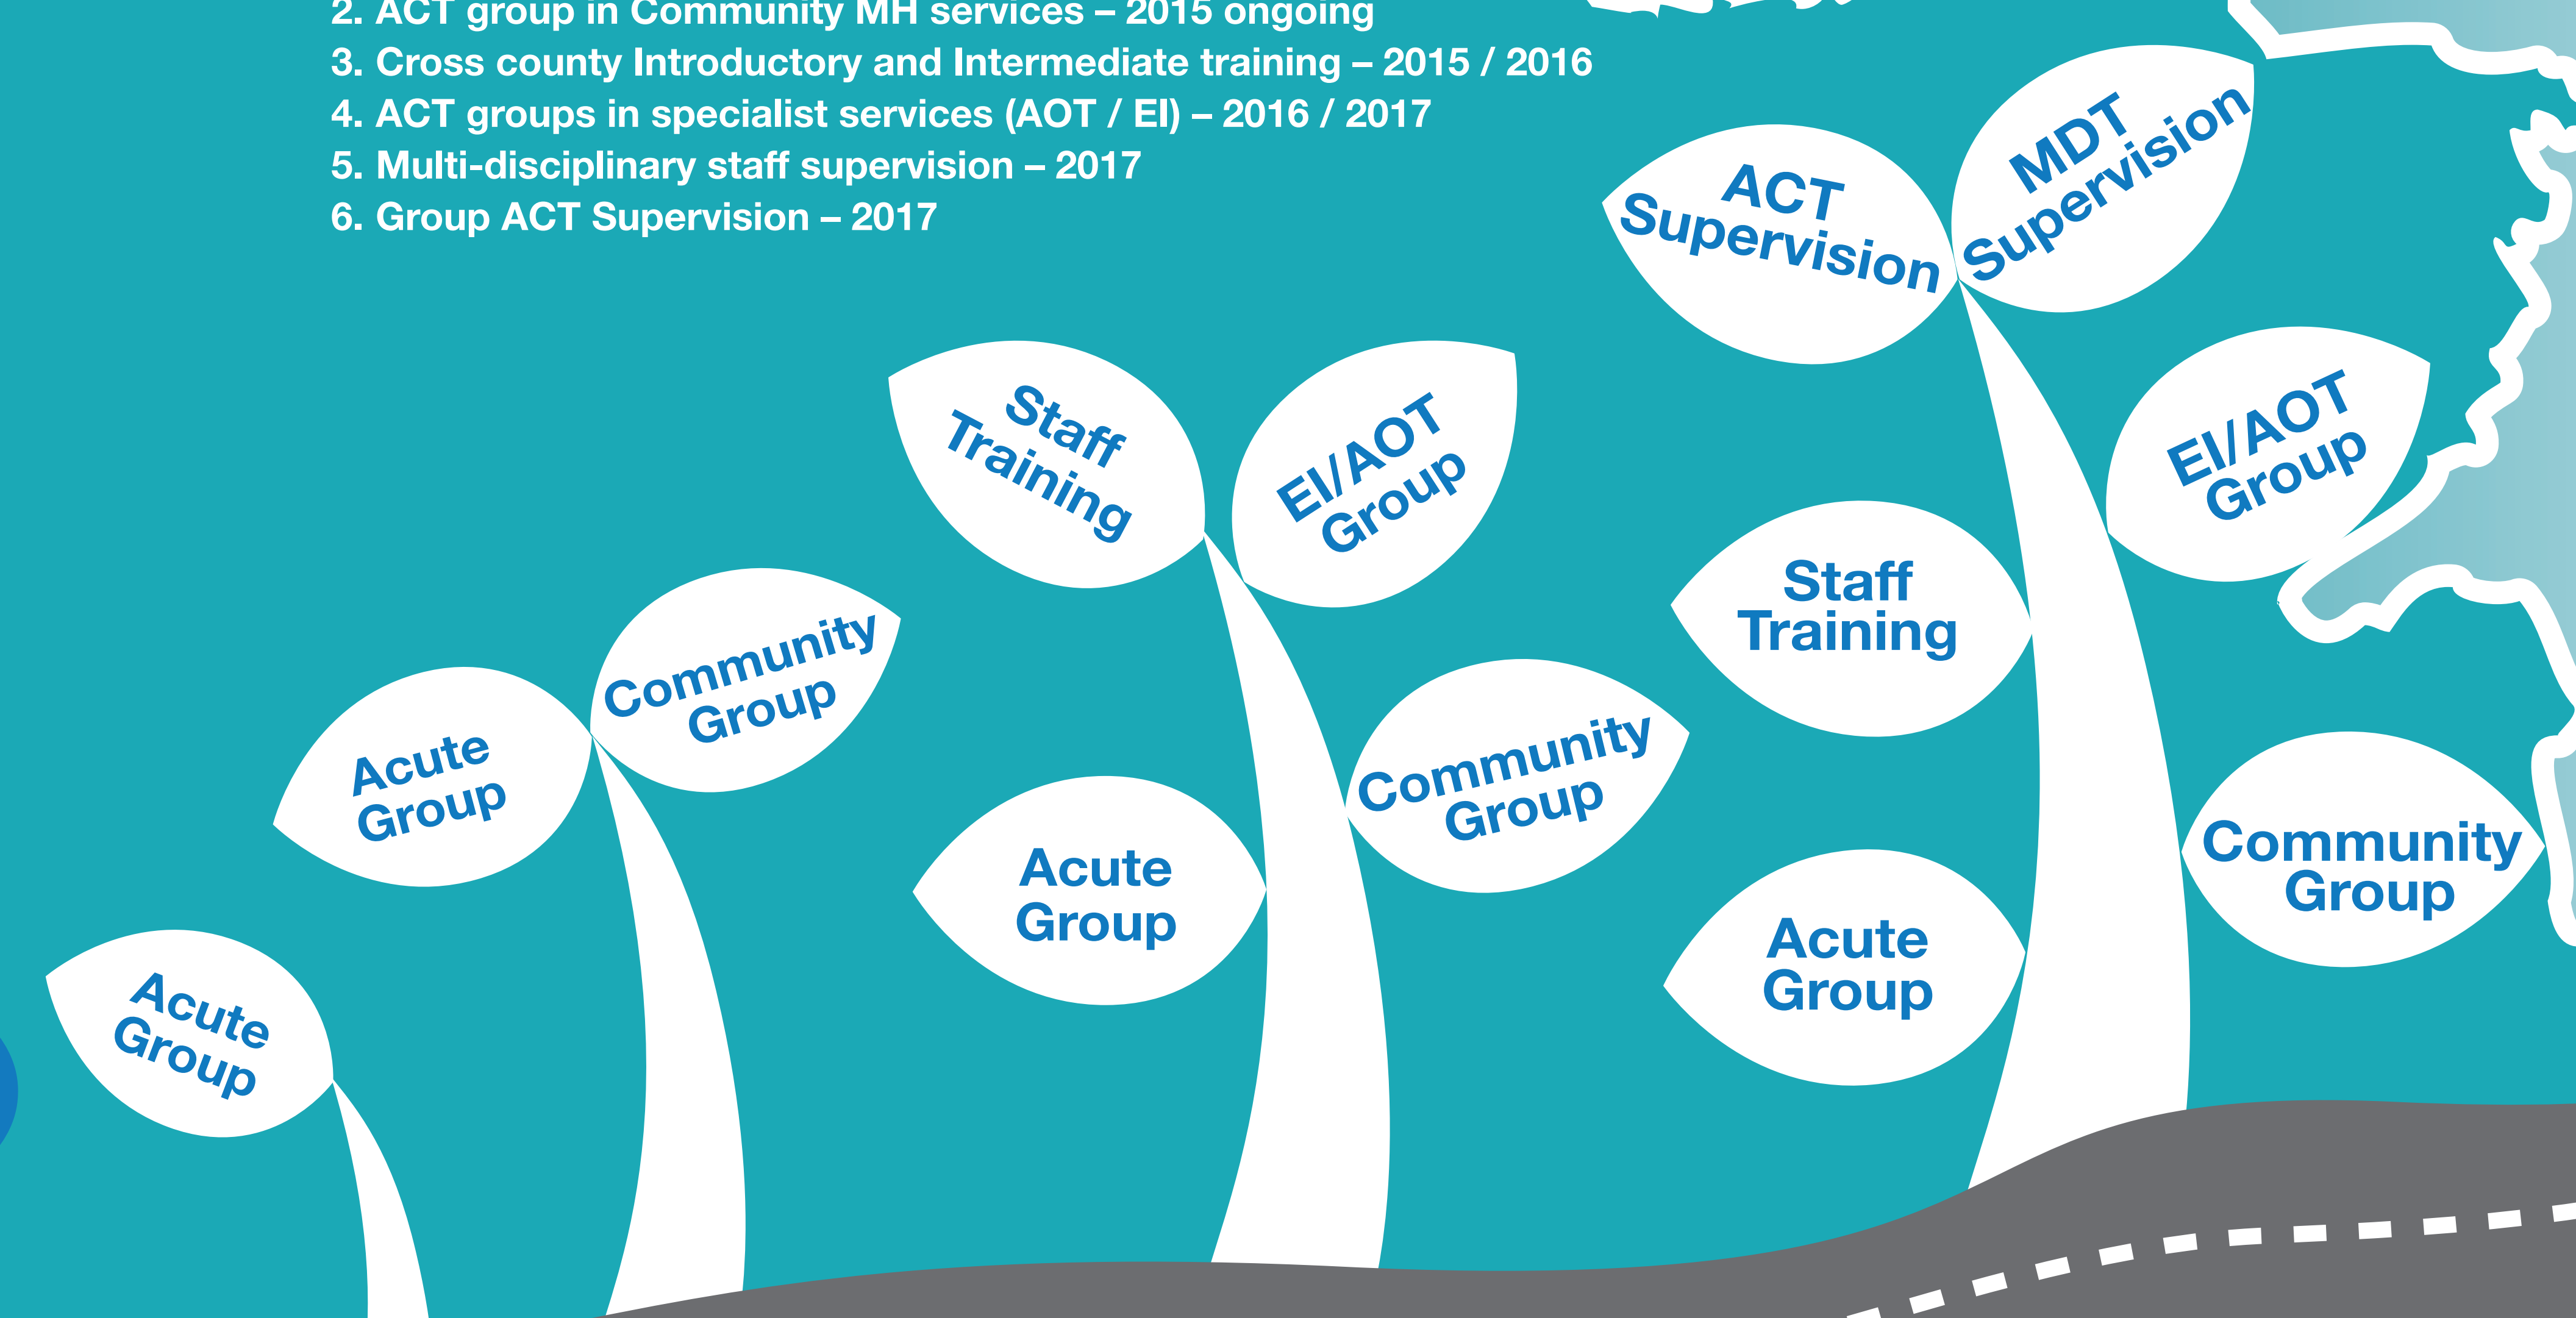 2. ACT group in Community MH services – 2015 ongoing
3. Cross county Introductory and Intermediate training – 2015 / 2016
4. ACT groups in specialist services (AOT / EI) – 2016 / 2017
5. Multi-disciplinary staff supervision – 2017
6. Group ACT Supervision – 2017
Acute
Group
Acute
Group
Community
Group
Staff
Training
EI/AOT
Group
Acute
Group
Community
Group
ACT
Supervision
MDT
Supervision
Staff
Training
EI/AOT
Group
Acute
Group
Community
Group